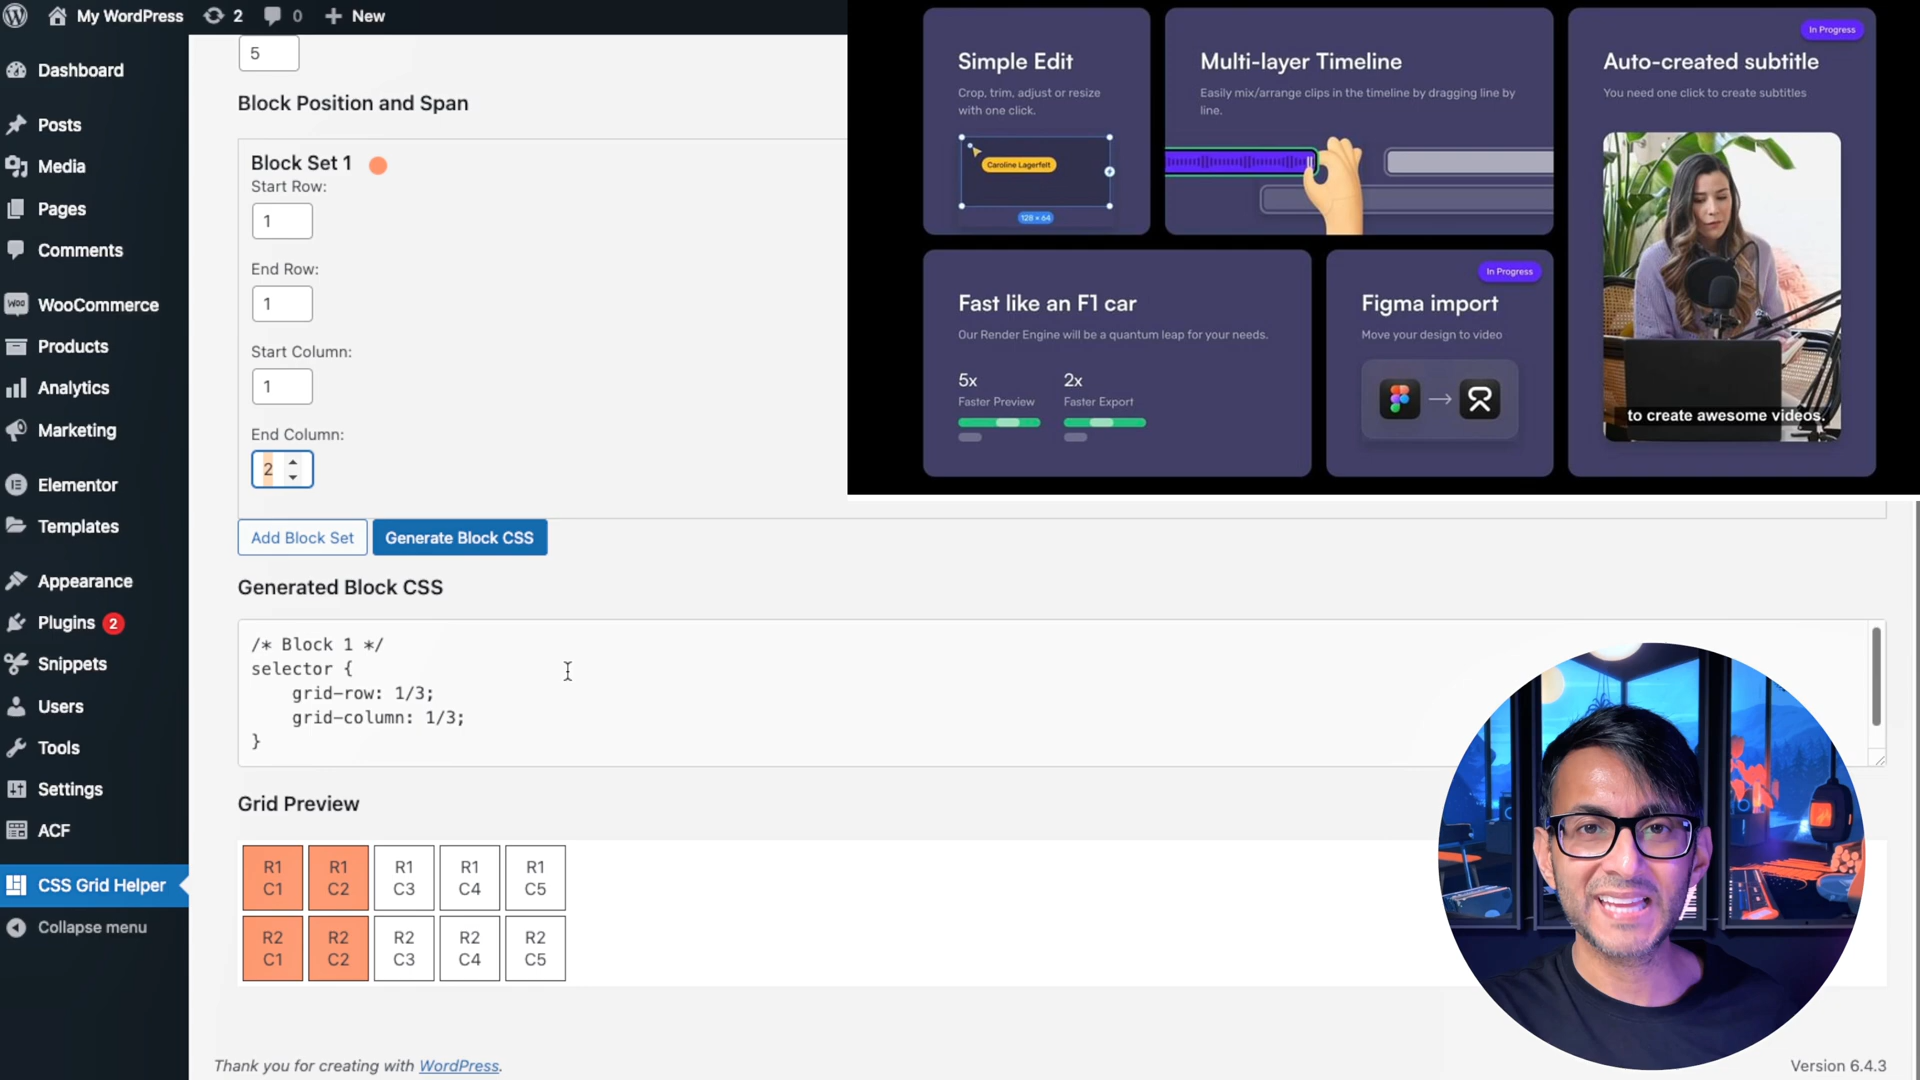 My WordPress
2
0
New
Dashboard
Posts
Media
Pages
Comments
Woo
WooCommerce
Products
Analytics
Marketing
Elementor
Templates
Appearance
Plugins 2
Snippets
Users
Tools
Settings
ACF
CSS Grid Helper
Collapse menu
5
Block Position and Span
Block Set 1
Start Row:
1
End Row:
1
Start Column:
1
End Column:
2
Add Block Set
Generate Block CSS
Generated Block CSS
/* Block 1 */
selector {
grid-row: 1/3;
grid-column: 1/3;
}
Grid Preview
R1 R1 R1 R1 R1
C1 C2 C3 C4 C5
R2 R2 R2 R2 R2
C1 C2 C3 C4 C5
Thank you for creating with WordPress.
Version 6.4.3
Simple Edit
Crop, trim, adjust or resize
with one click.
Caroline Lagerfelt
128 × 64
Multi-layer Timeline
Easily mix/arrange clips in the timeline by dragging line by
line.
In Progress
Auto-created subtitle
You need one click to create subtitles
to create awesome videos.
Fast like an F1 car
Our Render Engine will be a quantum leap for your needs.
5x
Faster Preview
2x
Faster Export
In Progress
Figma import
Move your design to video